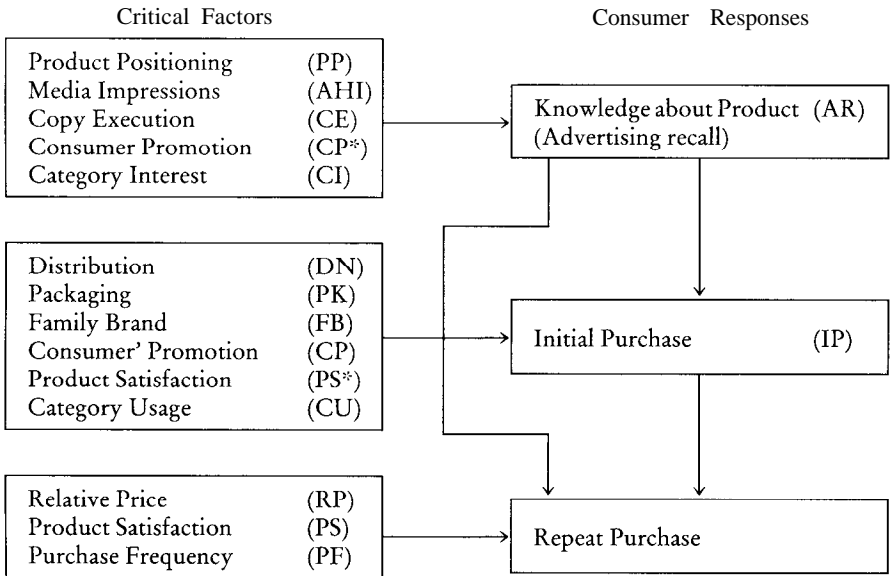 Critical Factors
Consumer Responses
Product Positioning (PP)
Media Impressions (AHI)
Copy Execution (CE)
Consumer Promotion (CP*)
Category Interest (CI)
Knowledge about Product (AR)
(Advertising recall)
Distribution (DN)
Packaging (PK)
Family Brand (FB)
Consumer’ Promotion (CP)
Product Satisfaction (PS*)
Category Usage (CU)
Initial Purchase (IP)
Relative Price (RP)
Product Satisfaction (PS)
Purchase Frequency (PF)
Repeat Purchase